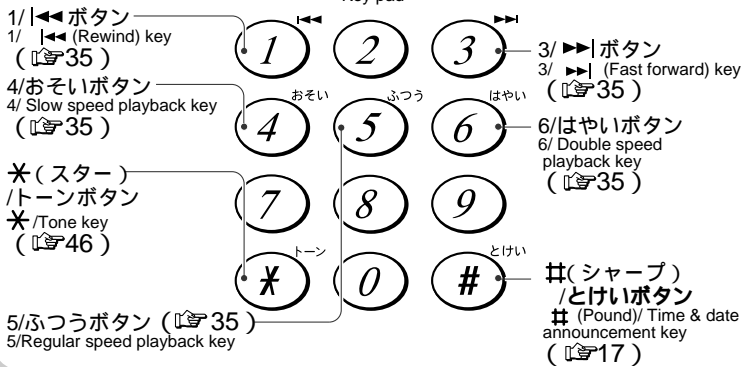 Key pad
1/ |◀◀ ボタン
1/ |◀◀ (Rewind) key
(☞35)
4/おそいボタン
4/ Slow speed playback key
(☞35)
✱(スター)
/トーンボタン
✱/Tone key
(☞46)
5/ふつうボタン(☞35)
5/Regular speed playback key
|◀◀
▶▶|
1 2 3
おそい ふつう はやい
4 5 6
7 8 9
トーン とけい
✱ 0 #
3/ ▶▶| ボタン
3/ ▶▶| (Fast forward) key
(☞35)
6/はやいボタン
6/ Double speed
playback key
(☞35)
#(シャープ)
/とけいボタン
# (Pound)/ Time & date
announcement key
(☞17)